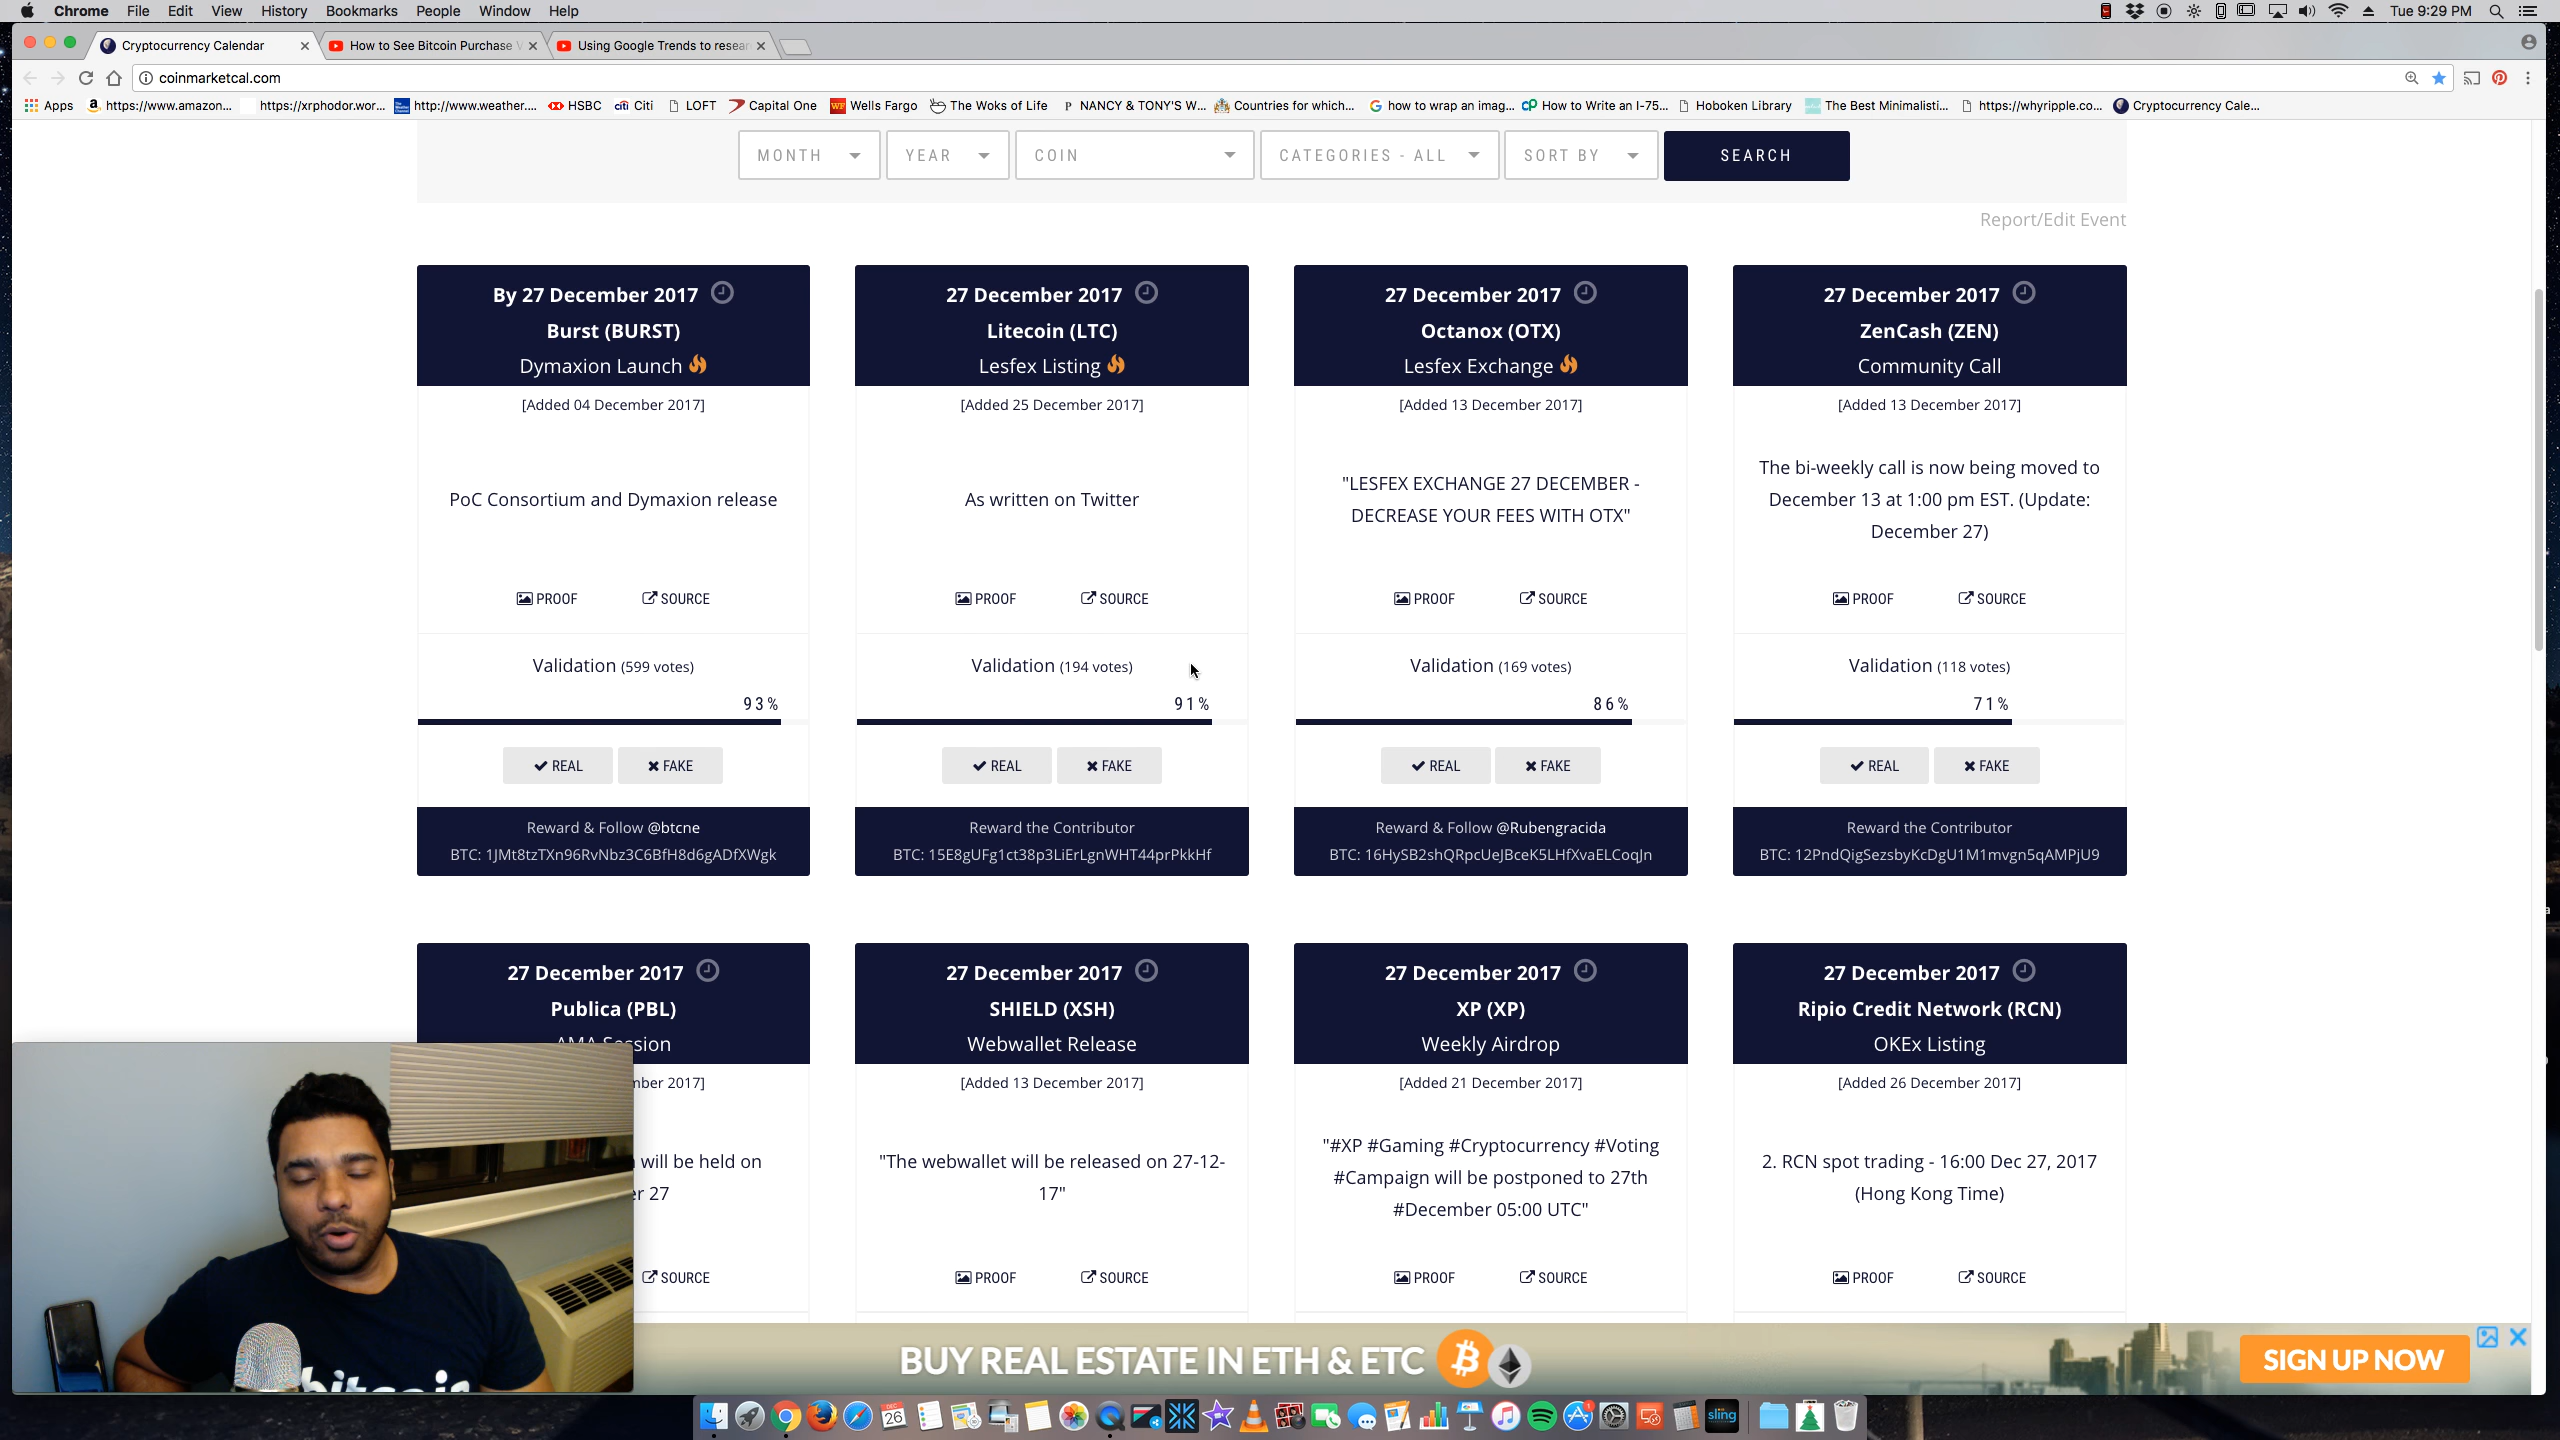 Chrome File Edit View History Bookmarks People Window Help
Tue 9:29 PM
Cryptocurrency Calendar
How to See Bitcoin Purchase
Using Google Trends to resear
coinmarketcal.com
Apps https://www.amazon... https://xrphodor.wor... http://www.weather.... HSBC citi Citi LOFT Capital One Wells Fargo The Woks of Life P NANCY & TONY'S W... Countries for which... how to wrap an imag... How to Write an I-75... Hoboken Library The Best Minimalisti... https://whyripple.co... Cryptocurrency Cale...
MONTH YEAR COIN CATEGORIES - ALL SORT BY SEARCH
Report/Edit Event
By 27 December 2017
Burst (BURST)
Dymaxion Launch
[Added 04 December 2017]
PoC Consortium and Dymaxion release
PROOF SOURCE
Validation (599 votes)
93%
REAL FAKE
Reward & Follow @btcne
BTC: 1JMt8tzTXn96RvNbz3C6BfH8d6gADfXWgk
27 December 2017
Litecoin (LTC)
Lesfex Listing
[Added 25 December 2017]
As written on Twitter
PROOF SOURCE
Validation (194 votes)
91%
REAL FAKE
Reward the Contributor
BTC: 15E8gUFg1ct38p3LiErLgnWHT44prPkkHf
27 December 2017
Octanox (OTX)
Lesfex Exchange
[Added 13 December 2017]
"LESFEX EXCHANGE 27 DECEMBER -
DECREASE YOUR FEES WITH OTX"
PROOF SOURCE
Validation (169 votes)
86%
REAL FAKE
Reward & Follow @Rubengracida
BTC: 16HySB2shQRpcUeJBceK5LHfXvaELCoqJn
27 December 2017
ZenCash (ZEN)
Community Call
[Added 13 December 2017]
The bi-weekly call is now being moved to
December 13 at 1:00 pm EST. (Update:
December 27)
PROOF SOURCE
Validation (118 votes)
71%
REAL FAKE
Reward the Contributor
BTC: 12PndQigSezsbyKcDgU1M1mvgn5qAMPjU9
27 December 2017
Publica (PBL)
AMA Session
mber 2017]
will be held on
er 27
SOURCE
27 December 2017
SHIELD (XSH)
Webwallet Release
[Added 13 December 2017]
"The webwallet will be released on 27-12-
17"
PROOF SOURCE
27 December 2017
XP (XP)
Weekly Airdrop
[Added 21 December 2017]
"#XP #Gaming #Cryptocurrency #Voting
#Campaign will be postponed to 27th
#December 05:00 UTC"
PROOF SOURCE
27 December 2017
Ripio Credit Network (RCN)
OKEx Listing
[Added 26 December 2017]
2. RCN spot trading - 16:00 Dec 27, 2017
(Hong Kong Time)
PROOF SOURCE
bitcoin
BUY REAL ESTATE IN ETH & ETC
SIGN UP NOW
DEC
26
sling